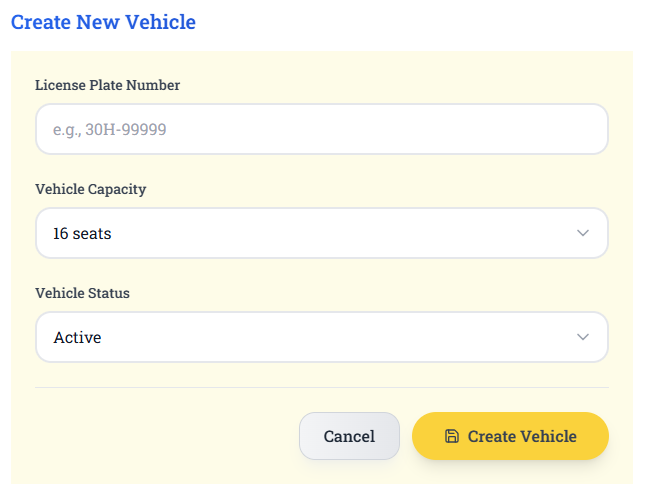 Create New Vehicle
License Plate Number
e.g., 30H-99999
Vehicle Capacity
16 seats
Vehicle Status
Active
Cancel
Create Vehicle